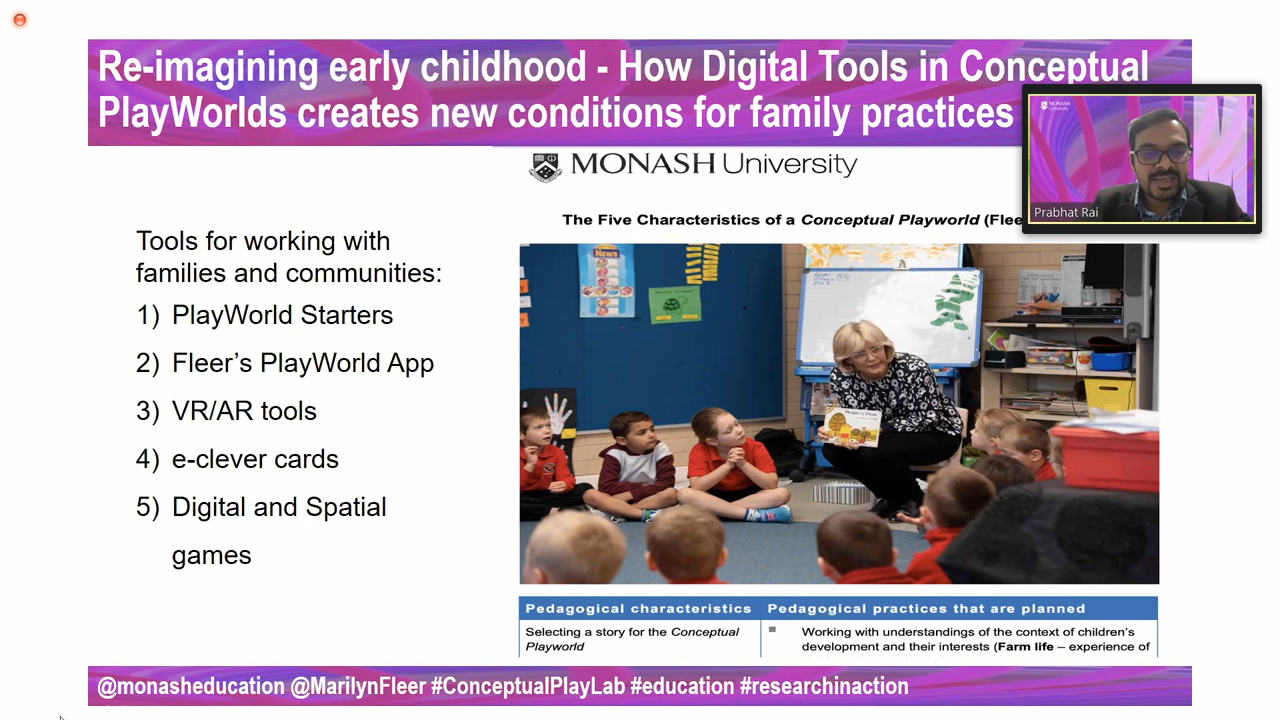 Re-imagining early childhood - How Digital Tools in Conceptual
PlayWorlds creates new conditions for family practices
MONASH University
MONASH
University
Prabhat Rai
The Five Characteristics of a Conceptual Playworld (Flee
Tools for working with
families and communities:
1) PlayWorld Starters
2) Fleer's PlayWorld App
3) VR/AR tools
4) e-clever cards
5) Digital and Spatial
games
News
Rosie's Walk
Pedagogical characteristics
Pedagogical practices that are planned
Selecting a story for the Conceptual
Playworld
Working with understandings of the context of children's
development and their interests (Farm life – experience of
@monasheducation @MarilynFleer #ConceptualPlayLab #education #researchinaction